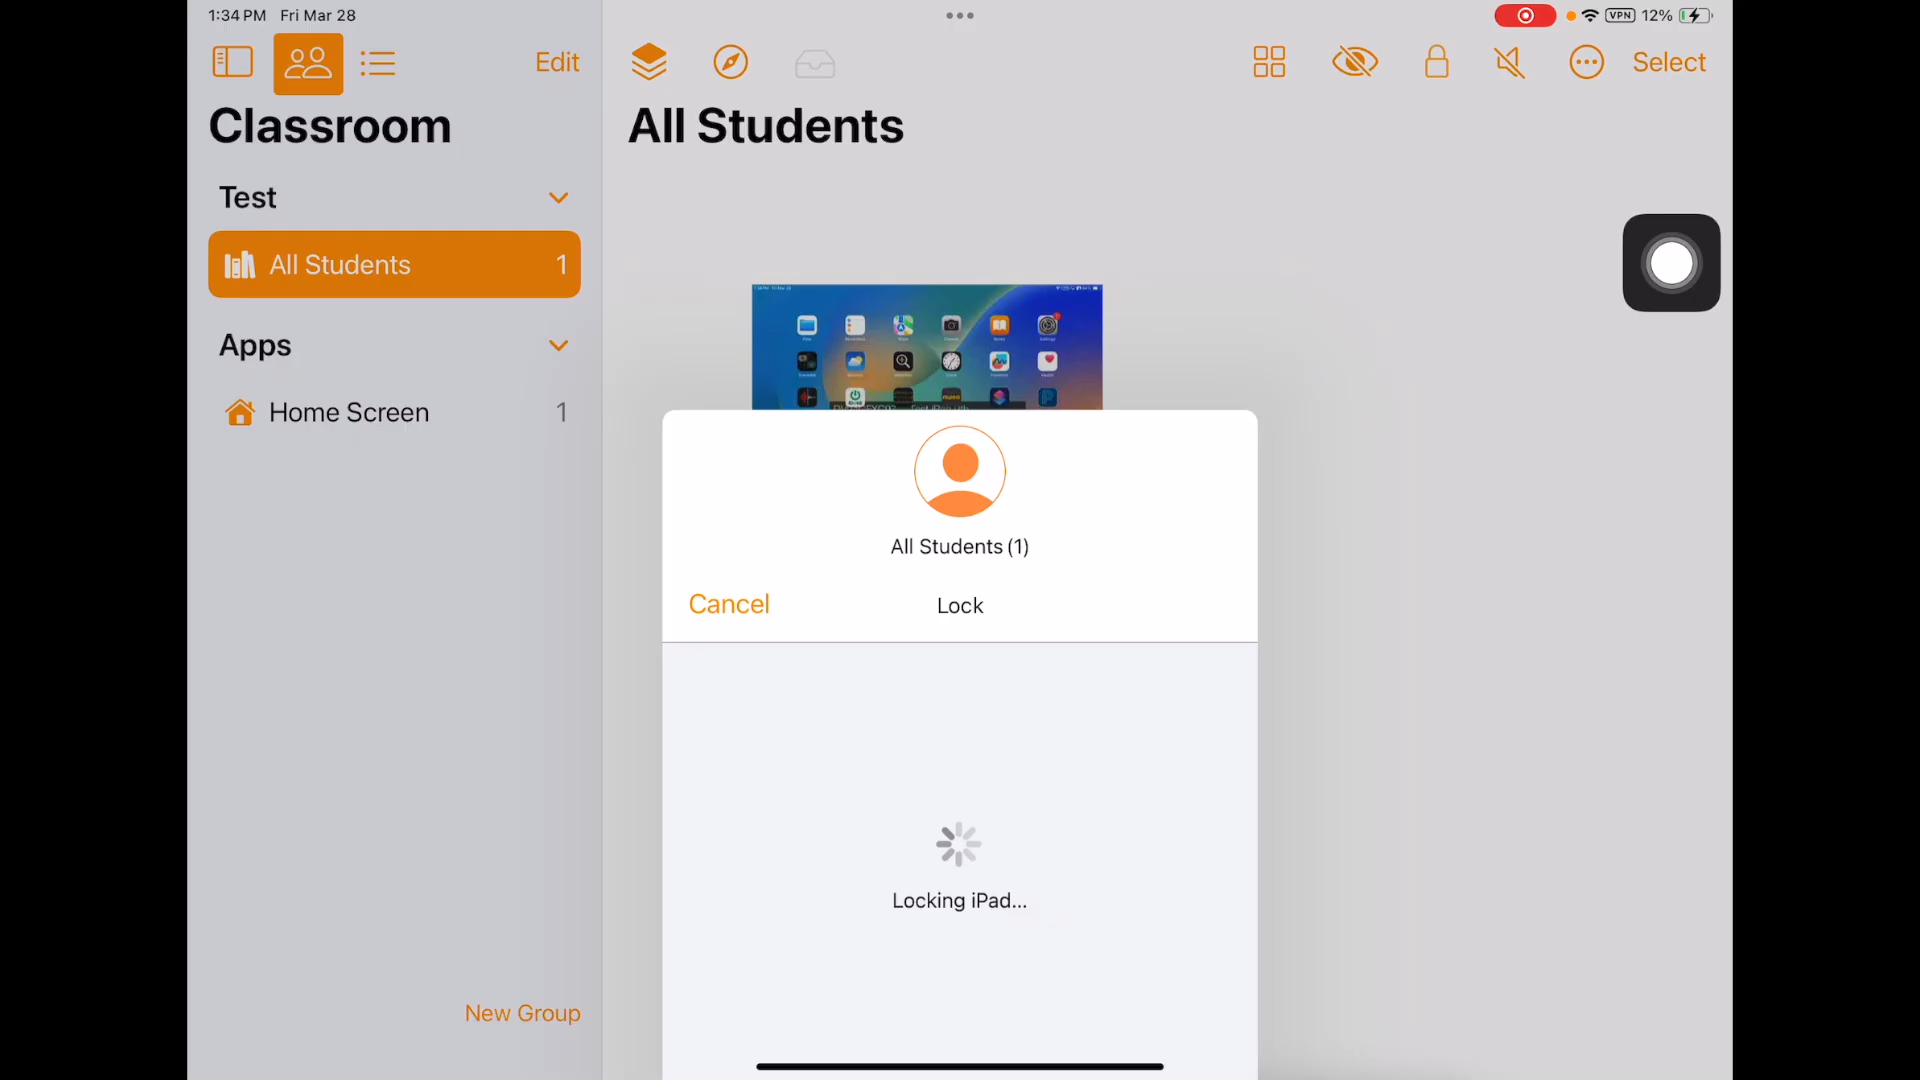 1:34 PM Fri Mar 28
VPN 12%
Edit
Select
Classroom
All Students
Test
All Students 1
Apps
Home Screen 1
All Students (1)
Cancel
Lock
Locking iPad...
New Group